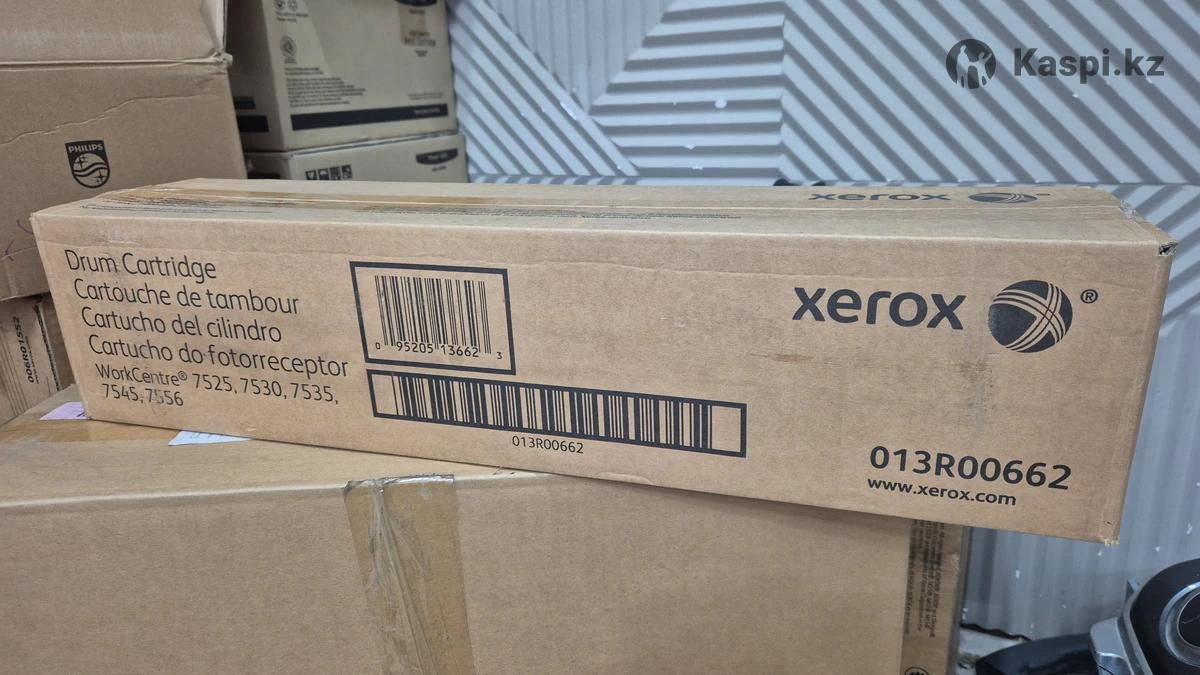 Kaspi.kz
PHILIPS
xerox
Drum Cartridge
Cartouche de tambour
Cartucho del cilindro
Cartucho do fotorreceptor
WorkCentre® 7525, 7530, 7535,
7545, 7556
0 95205 13662 3
013R00662
xerox ®
013R00662
www.xerox.com
006R01552